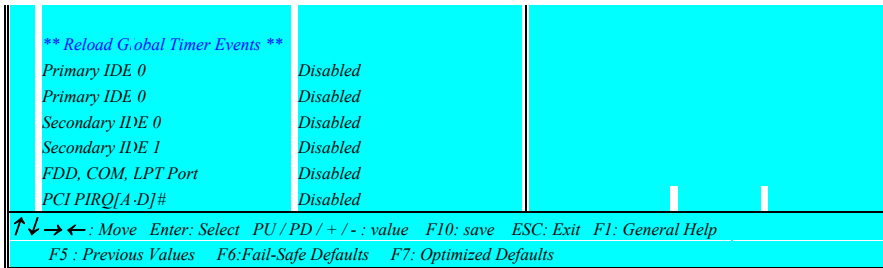 ** Reload Global Timer Events **
Primary IDE 0 Disabled
Primary IDE 0 Disabled
Secondary IDE 0 Disabled
Secondary IDE 1 Disabled
FDD, COM, LPT Port Disabled
PCI PIRQ[A-D]# Disabled
↑↓→←: Move Enter: Select PU / PD / + / - : value F10: save ESC: Exit F1: General Help
F5 : Previous Values F6:Fail-Safe Defaults F7: Optimized Defaults